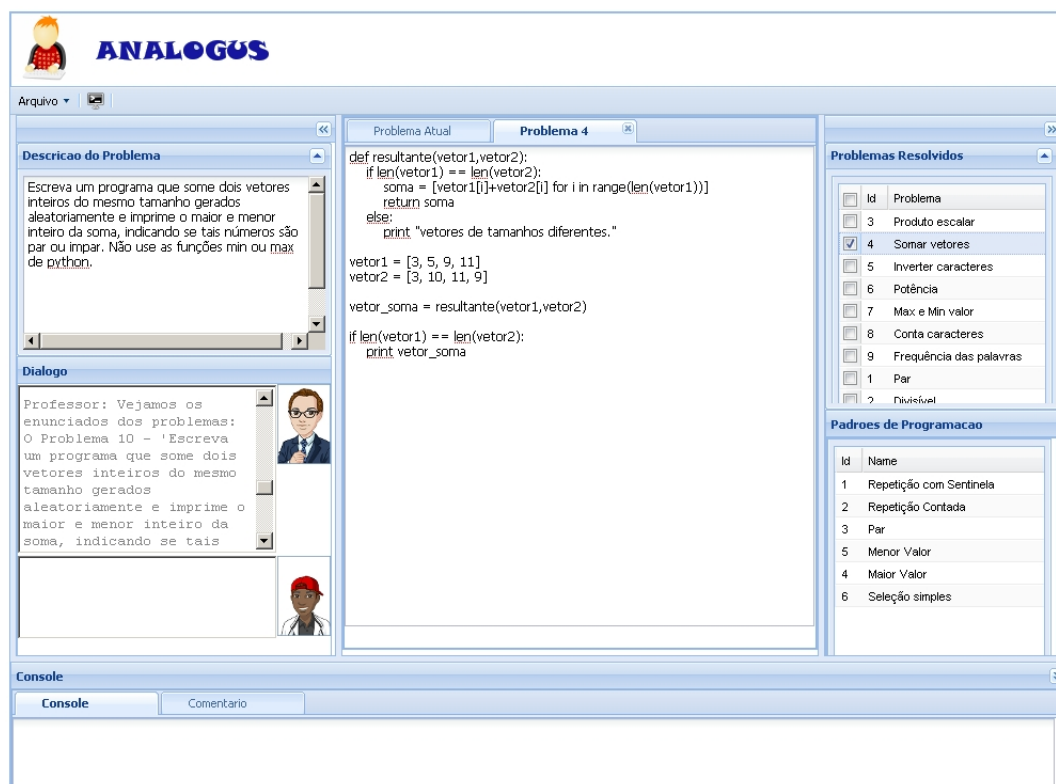 ANALOGUS
Arquivo
Descricao do Problema
Escreva um programa que some dois vetores
inteiros do mesmo tamanho gerados
aleatoriamente e imprime o maior e menor
inteiro da soma, indicando se tais números são
par ou impar. Não use as funções min ou max
de python.
Dialogo
Professor: Vejamos os
enunciados dos problemas:
O Problema 10 - 'Escreva
um programa que some dois
vetores inteiros do mesmo
tamanho gerados
aleatoriamente e imprime o
maior e menor inteiro da
soma, indicando se tais
Problema Atual
Problema 4
def resultante(vetor1,vetor2):
if len(vetor1) == len(vetor2):
soma = [vetor1[i]+vetor2[i] for i in range(len(vetor1))]
return soma
else:
print "vetores de tamanhos diferentes."
vetor1 = [3, 5, 9, 11]
vetor2 = [3, 10, 11, 9]
vetor_soma = resultante(vetor1,vetor2)
if len(vetor1) == len(vetor2):
print vetor_soma
Problemas Resolvidos
Id Problema
3 Produto escalar
4 Somar vetores
5 Inverter caracteres
6 Potência
7 Max e Min valor
8 Conta caracteres
9 Frequência das palavras
1 Par
2 Divisível
Padroes de Programacao
Id Name
1 Repetição com Sentinela
2 Repetição Contada
3 Par
5 Menor Valor
4 Maior Valor
6 Seleção simples
Console
Console
Comentario